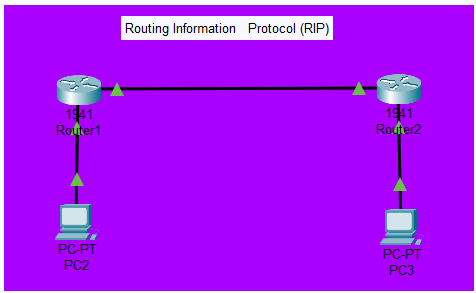 Routing Information Protocol (RIP)
1941
Router1
1941
Router2
PC-PT
PC2
PC-PT
PC3